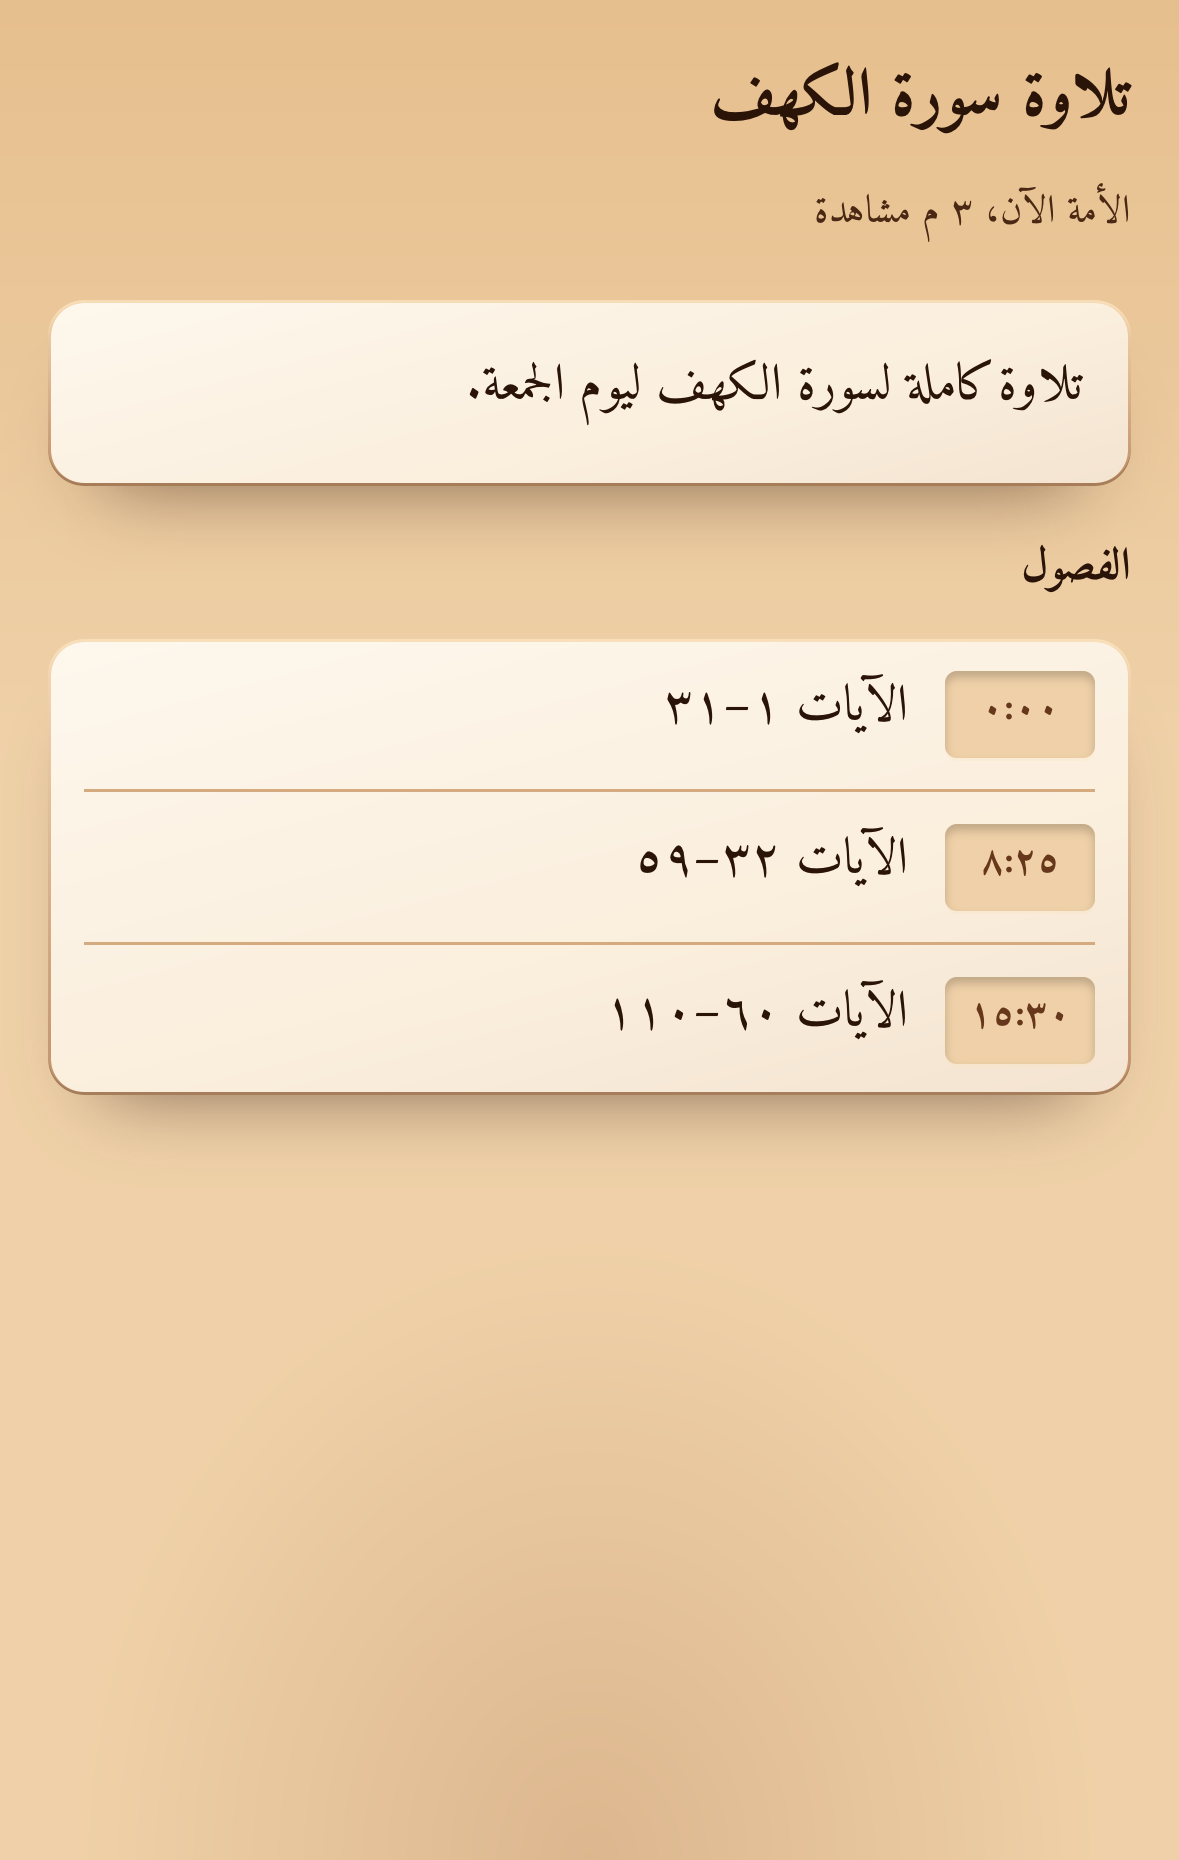 تلاوة سورة الكهف
الأمة الآن، ٣ م مشاهدة
تلاوة كاملة لسورة الكهف ليوم الجمعة.
الفصول
٠:٠٠ الآيات ١–٣١
٨:٢٥ الآيات ٣٢–٥٩
١٥:٣٠ الآيات ٦٠–١١٠